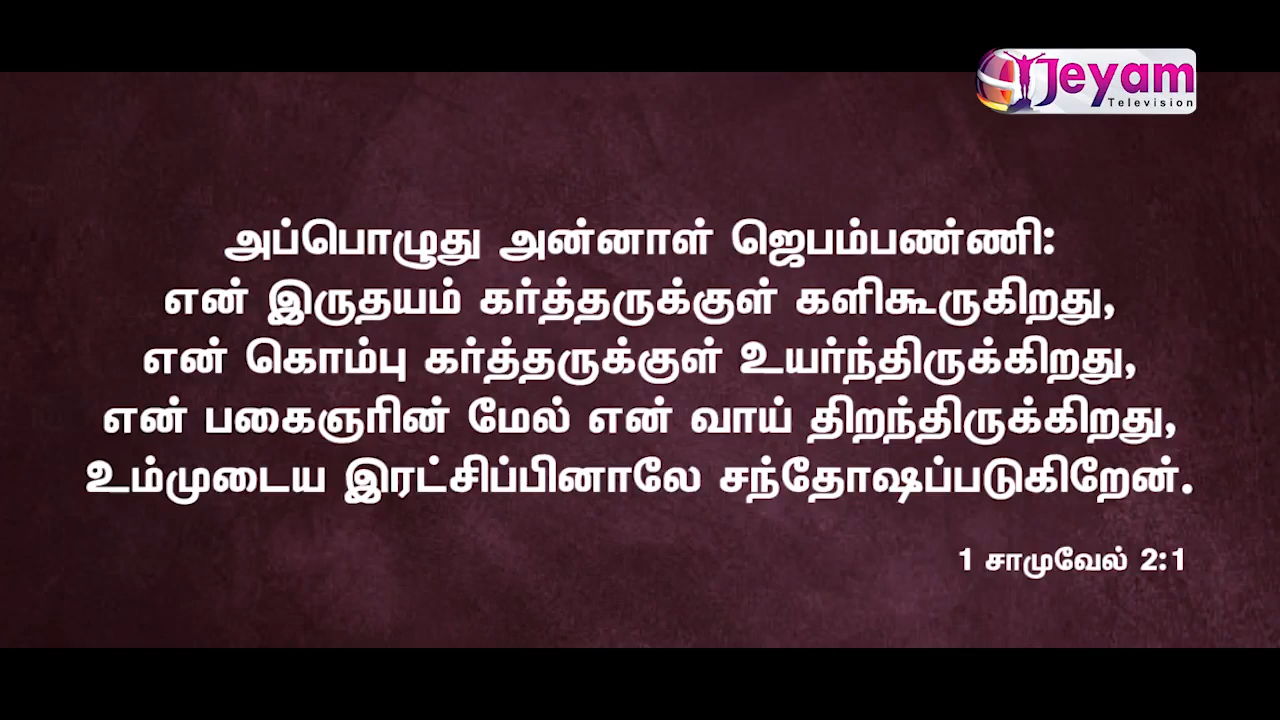 Jeyam
Television
அப்பொழுது அன்னாள் ஜெபம்பண்ணி:
என் இருதயம் கர்த்தருக்குள் களிகூருகிறது,
என் கொம்பு கர்த்தருக்குள் உயர்ந்திருக்கிறது,
என் பகைஞரின் மேல் என் வாய் திறந்திருக்கிறது,
உம்முடைய இரட்சிப்பினாலே சந்தோஷப்படுகிறேன்.
1 சாமுவேல் 2:1